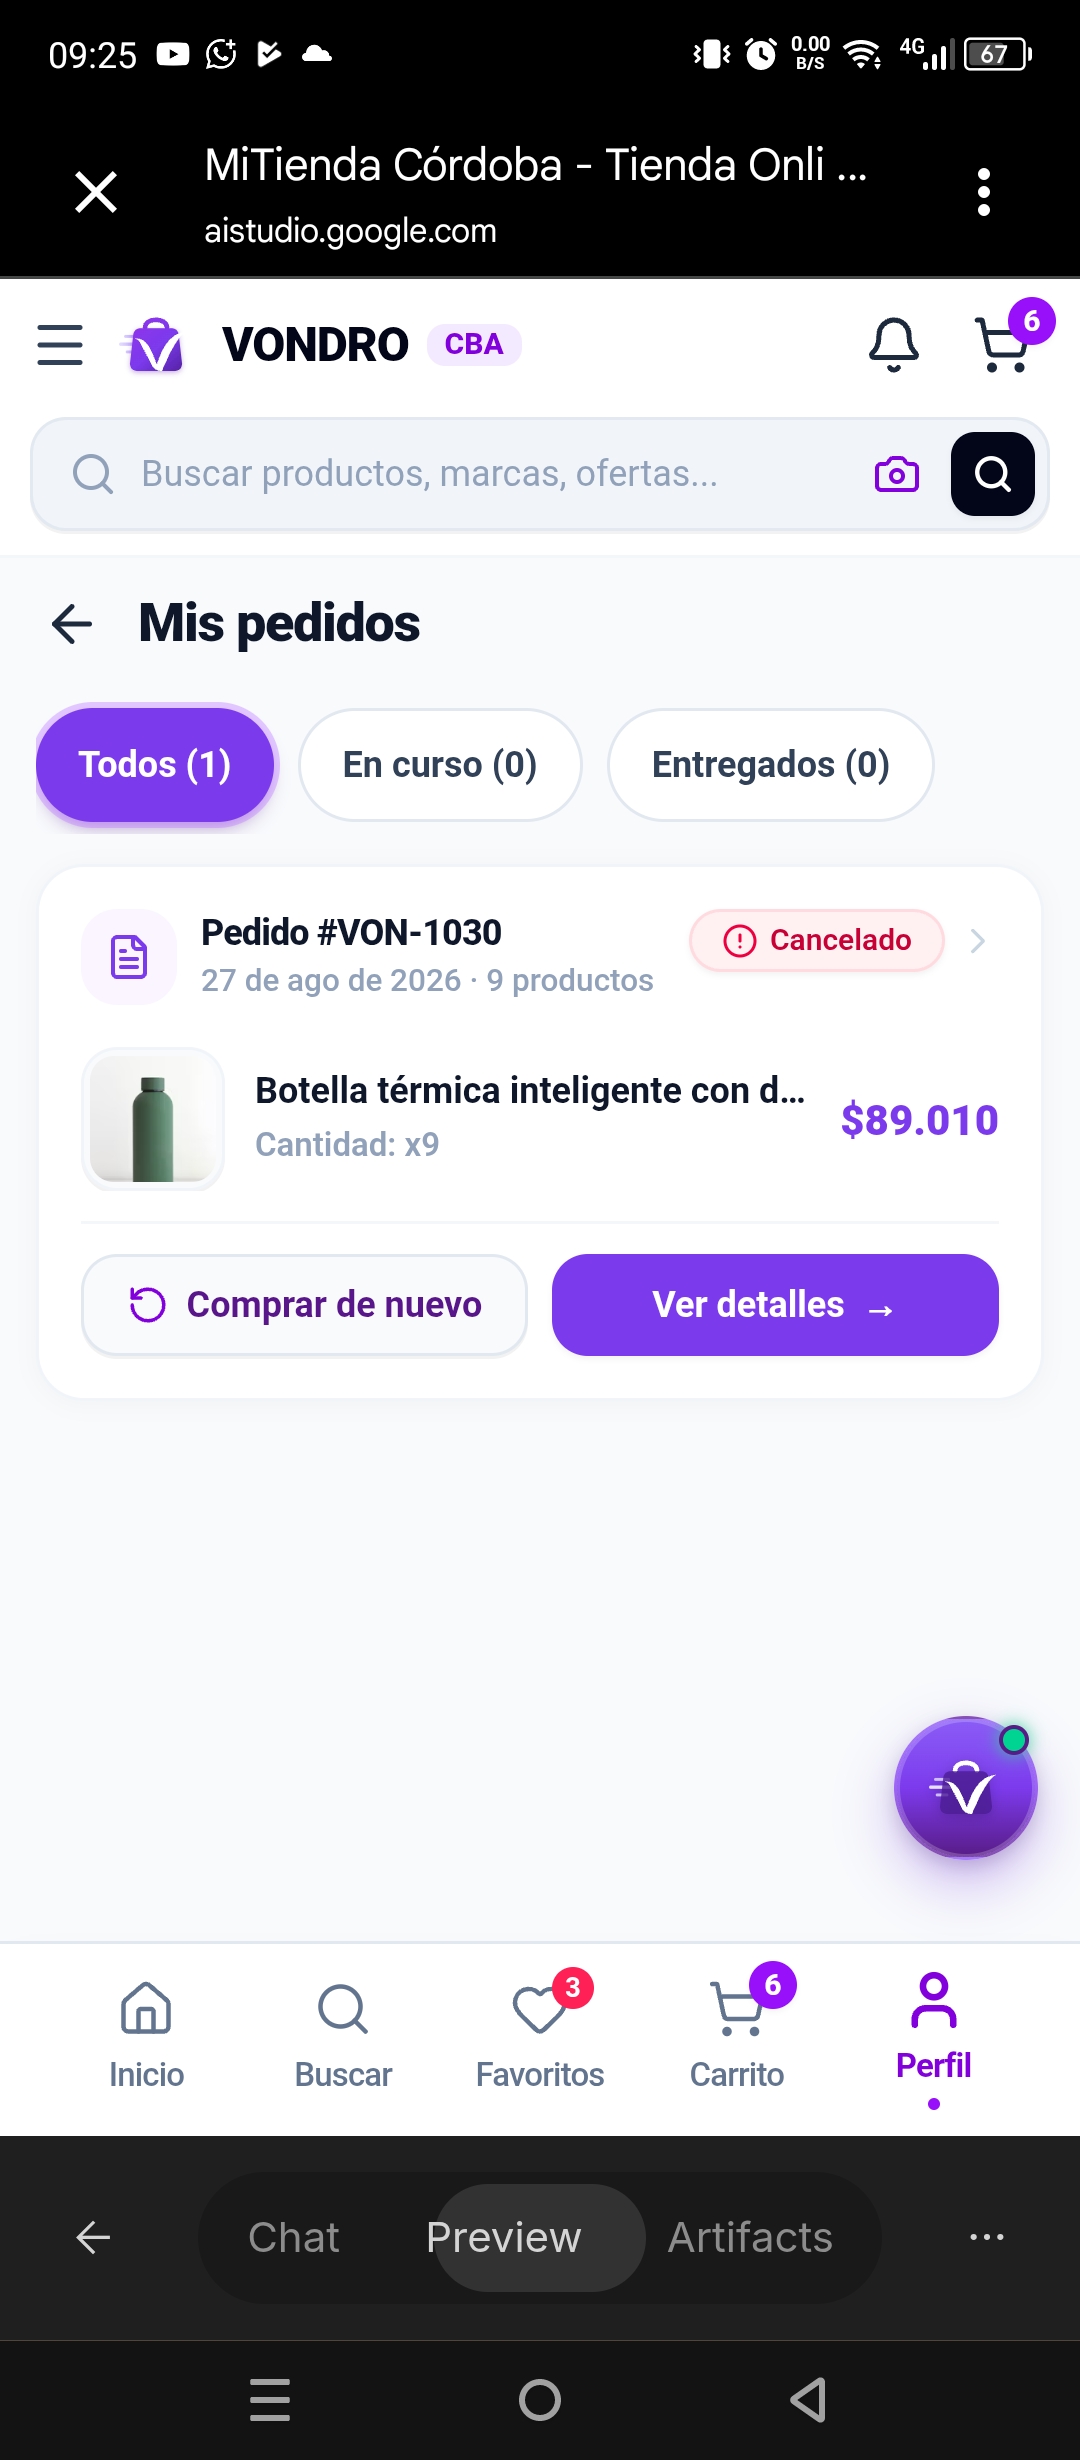 09:25
0.00
B/S
4G
67
MiTienda Córdoba - Tienda Onli ...
aistudio.google.com
VONDRO CBA
6
Buscar productos, marcas, ofertas...
Mis pedidos
Todos (1)
En curso (0)
Entregados (0)
Pedido #VON-1030
Cancelado
27 de ago de 2026 · 9 productos
Botella térmica inteligente con d...
$89.010
Cantidad: x9
Comprar de nuevo
Ver detalles →
3
6
Inicio
Buscar
Favoritos
Carrito
Perfil
Chat
Preview
Artifacts